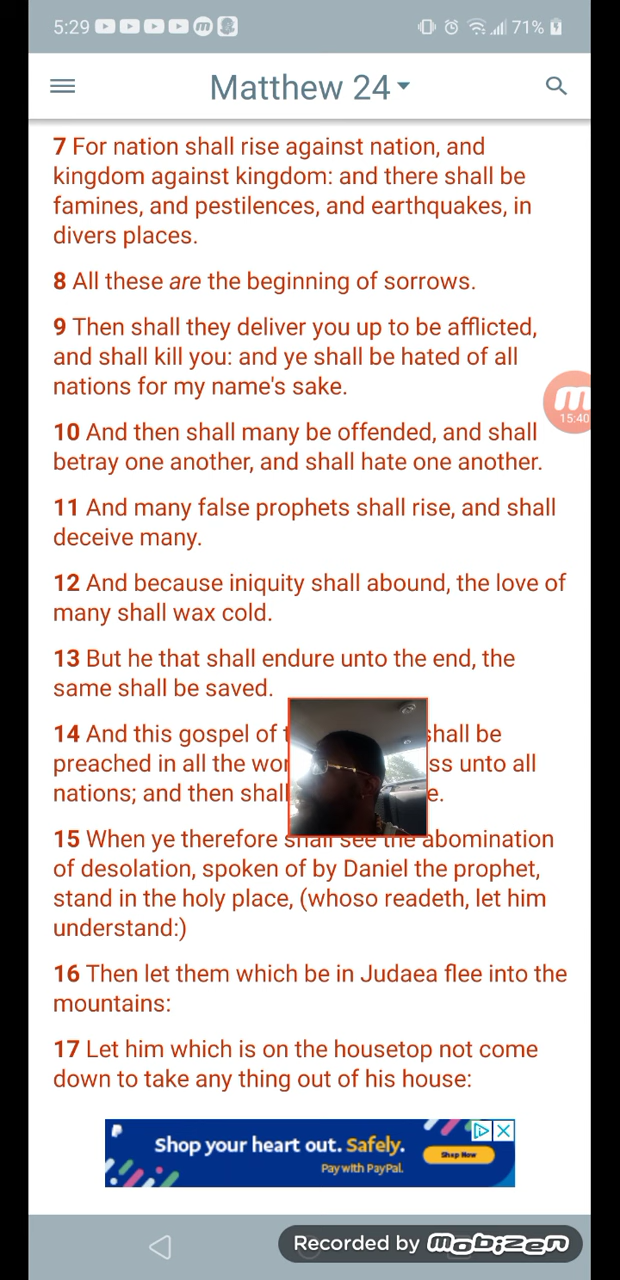 5:29
71%
Matthew 24
7 For nation shall rise against nation, and
kingdom against kingdom: and there shall be
famines, and pestilences, and earthquakes, in
divers places.
8 All these are the beginning of sorrows.
9 Then shall they deliver you up to be afflicted,
and shall kill you: and ye shall be hated of all
nations for my name's sake.
15:40
10 And then shall many be offended, and shall
betray one another, and shall hate one another.
11 And many false prophets shall rise, and shall
deceive many.
12 And because iniquity shall abound, the love of
many shall wax cold.
13 But he that shall endure unto the end, the
same shall be saved.
14 And this gospel of shall be
preached in all the unto all
nations; and then shall
15 When ye therefore shall see the abomination
of desolation, spoken of by Daniel the prophet,
stand in the holy place, (whoso readeth, let him
understand:)
16 Then let them which be in Judaea flee into the
mountains:
17 Let him which is on the housetop not come
down to take any thing out of his house:
Shop your heart out. Safely.
Pay with PayPal.
Shop Now
Recorded by mobizen